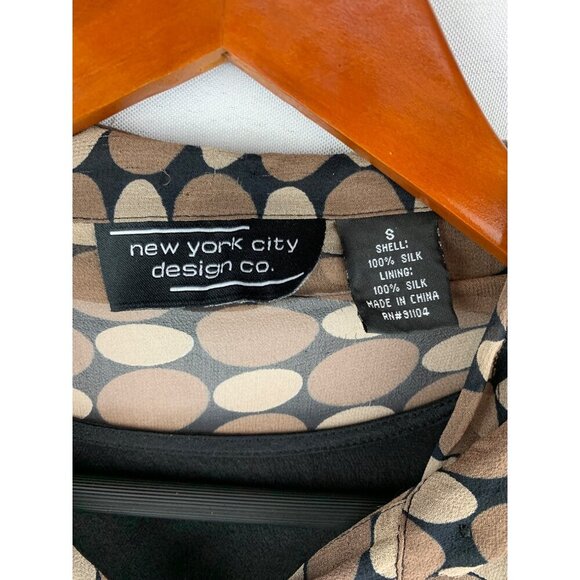 new york city
design co.
S
SHELL:
100% SILK
LINING:
100% SILK
MADE IN CHINA
RN#91104